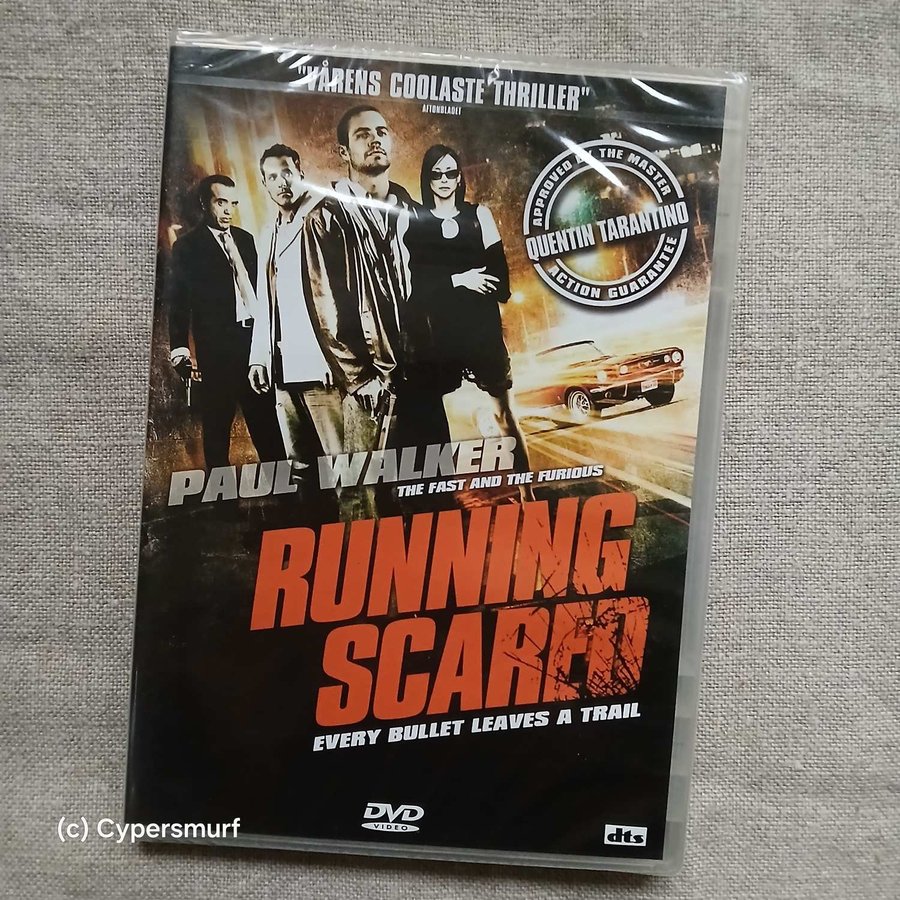 "VÅRENS COOLASTE THRILLER"
AFTONBLADET
APPROVED BY THE MASTER
QUENTIN TARANTINO
ACTION GUARANTEE
PAUL WALKER
THE FAST AND THE FURIOUS
RUNNING
SCARED
EVERY BULLET LEAVES A TRAIL
DVD
VIDEO
dts
(c) Cypersmurf